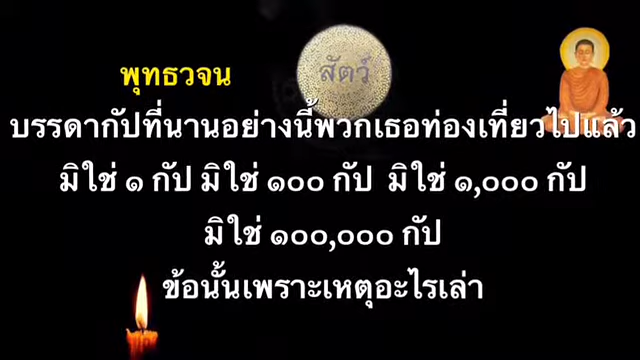 สัตว์
พุทธวจน
บรรดากัปที่นานอย่างนี้พวกเธอท่องเที่ยวไปแล้ว
มิใช่ ๑ กัป มิใช่ ๑๐๐ กัป มิใช่ ๑,๐๐๐ กัป
มิใช่ ๑๐๐,๐๐๐ กัป
ข้อนั้นเพราะเหตุอะไรเล่า